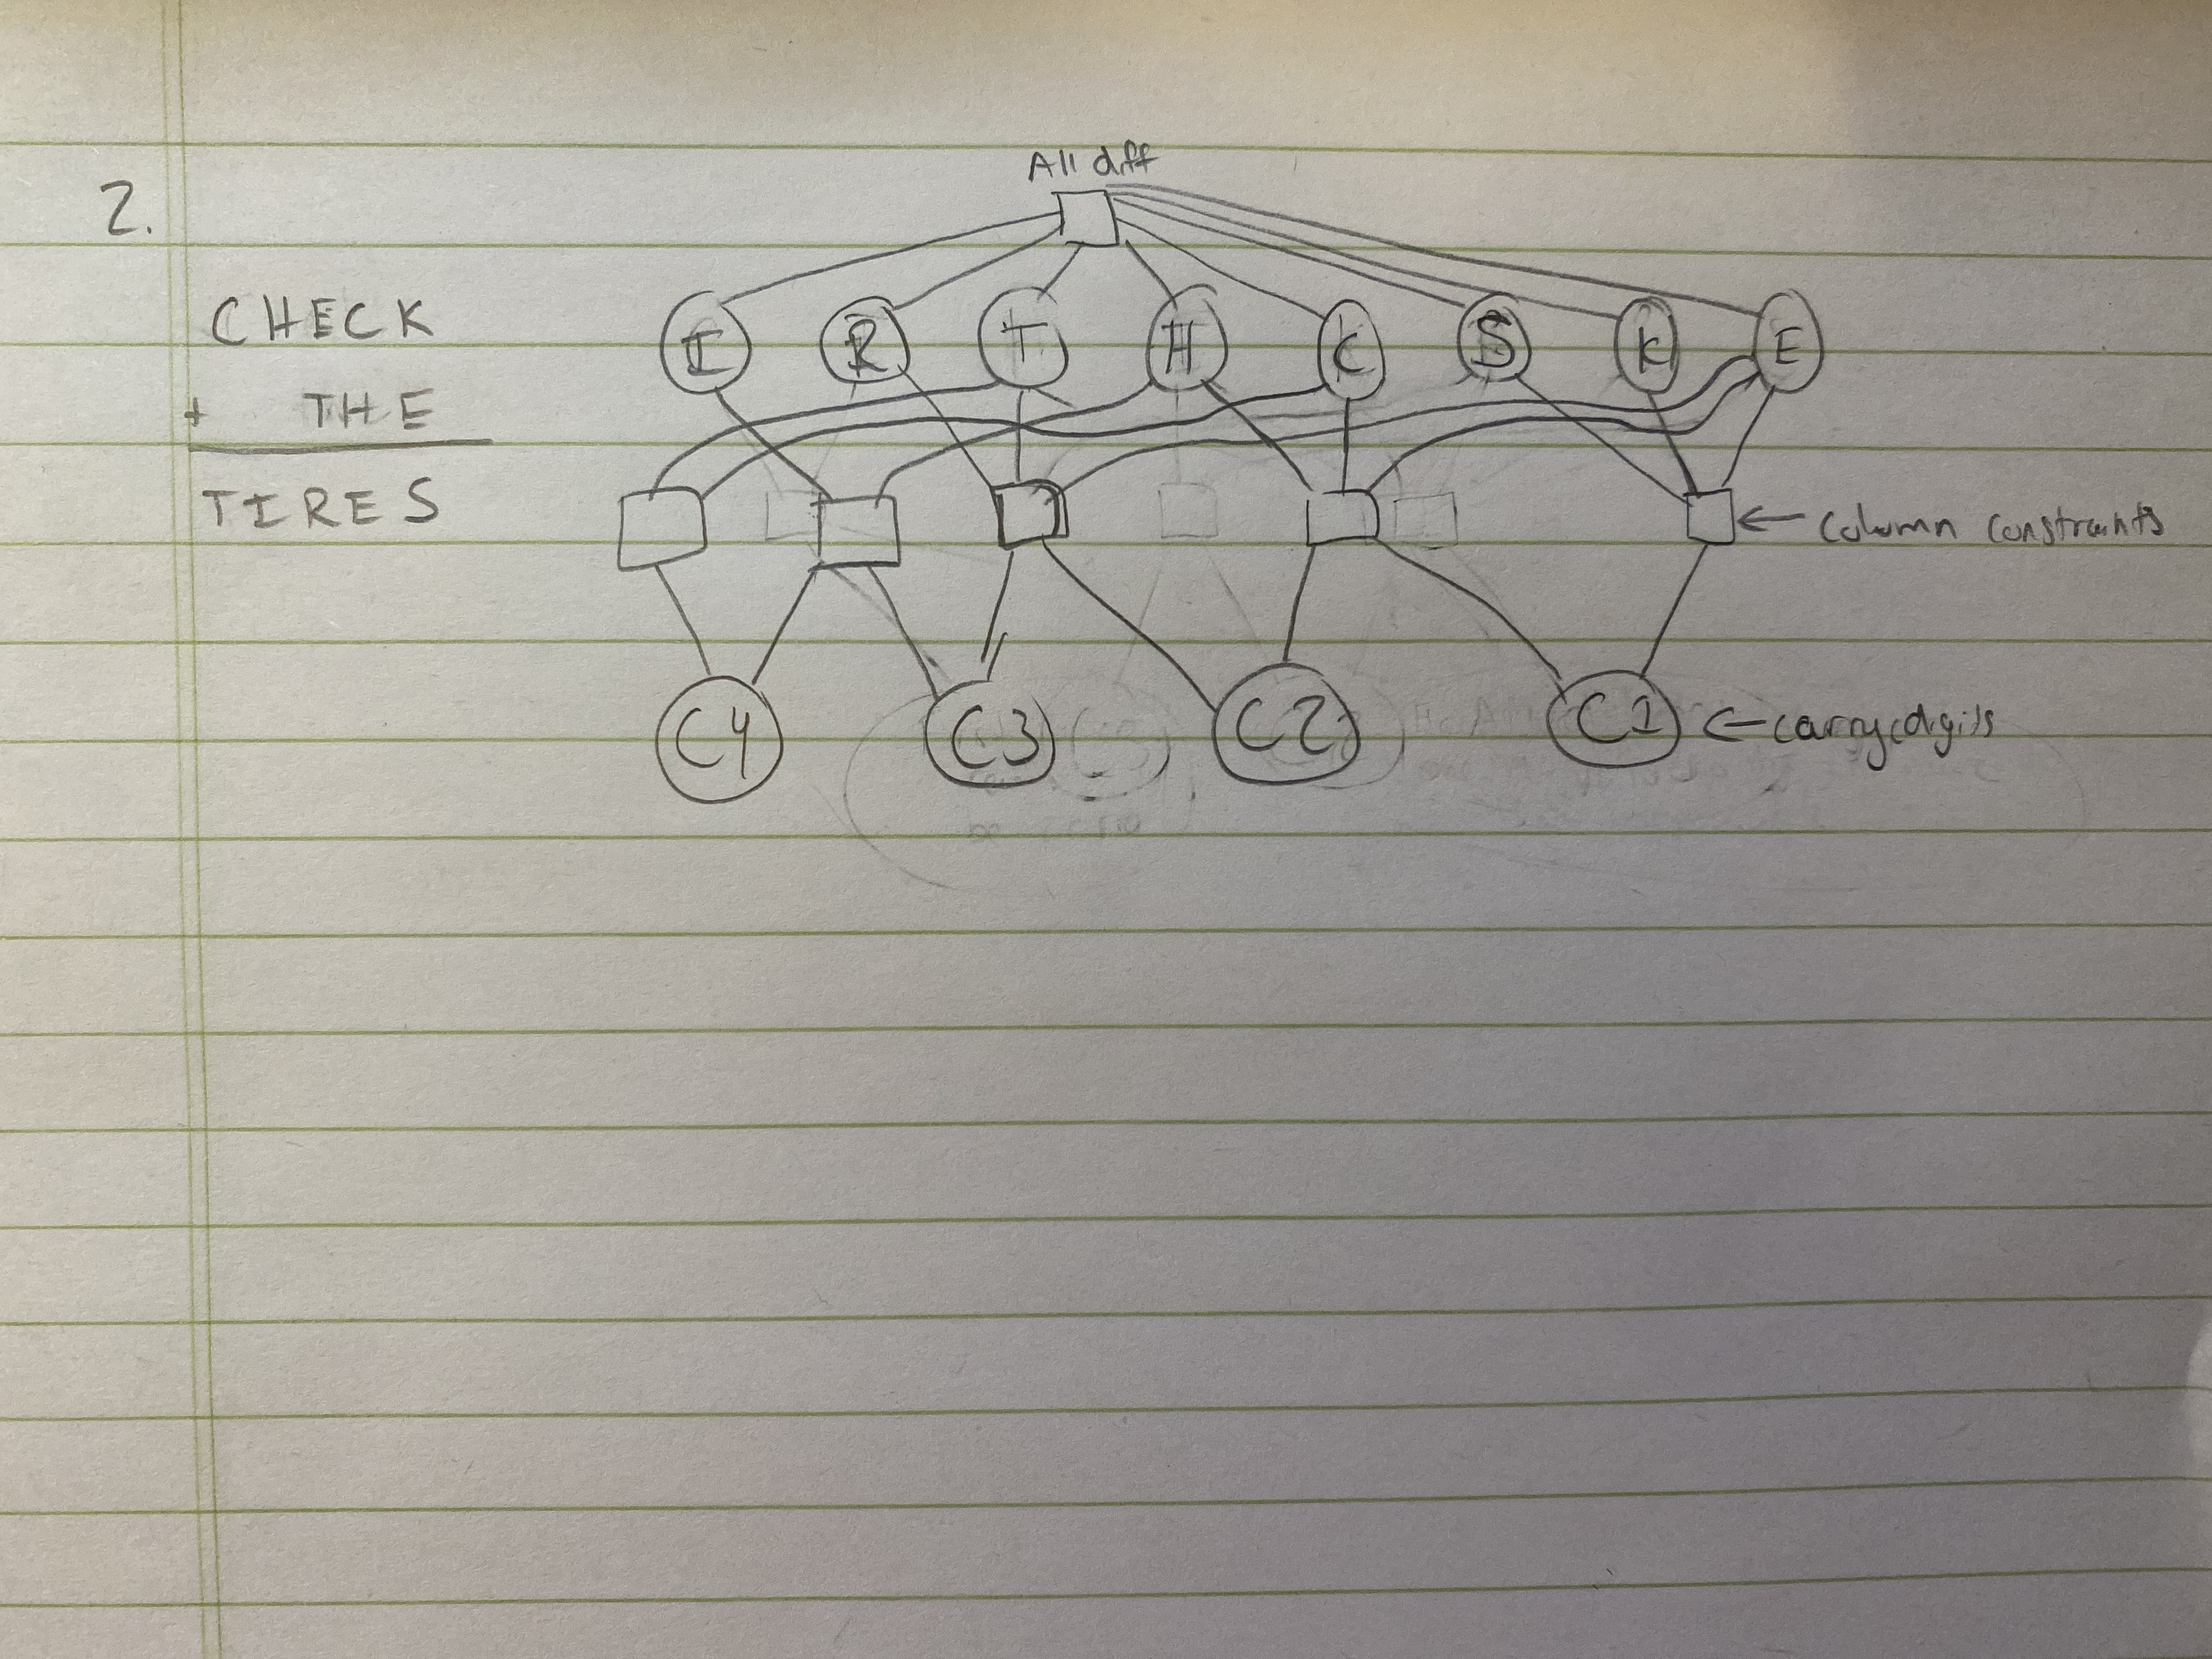 2.
CHECK
+ THE
TIRES
All diff
I R T H C S K E
← Column constraints
C4 C3 C2 C1 ← carry digits